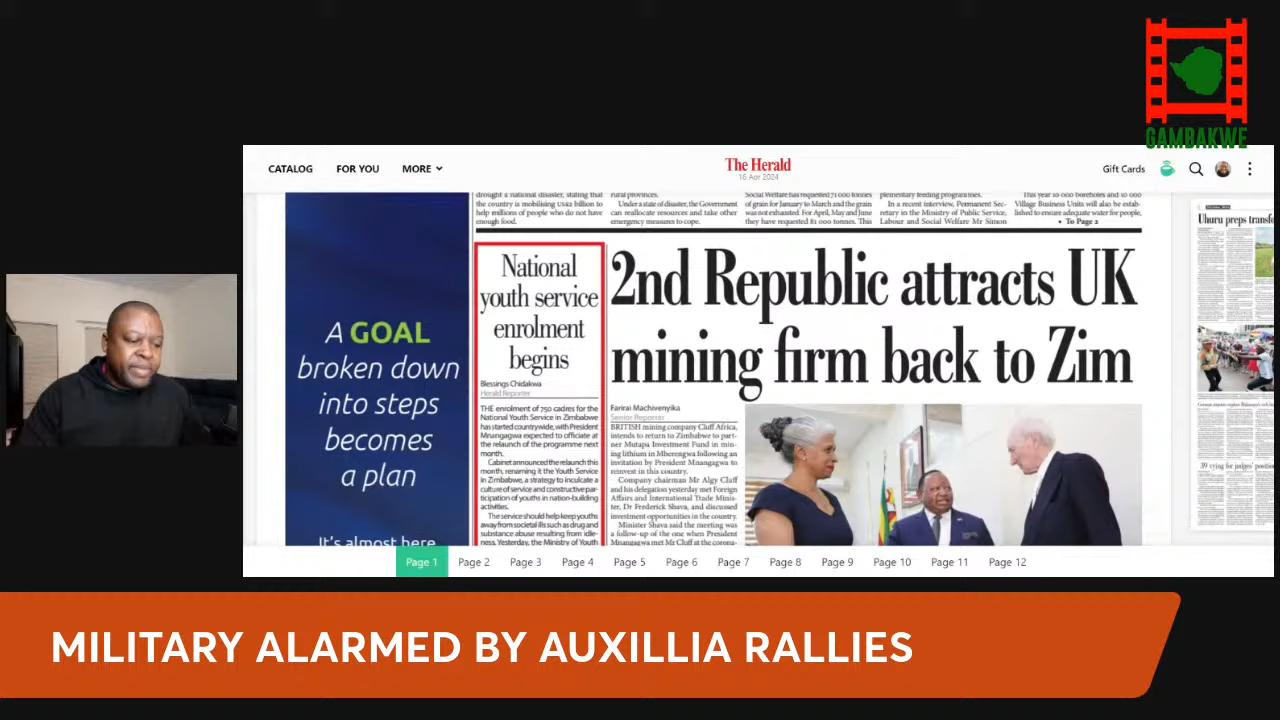 GAMBAKWE
CATALOG
FOR YOU
MORE
The Herald
16 Apr 2024
Gift Cards
drought a national disaster, stating that
the country is mobilising US$2 billion to
help millions of people who do not have
enough food.
rural provinces.
Under a state of disaster, the Government
can reallocate resources and take other
emergency measures to cope.
Social Welfare has requested 71 000 tonnes
of grain for January to March and the grain
was not exhausted. For April, May and June
they have requested 81 000 tonnes. This
plementary feeding programmes.
In a recent interview, Permanent Sec-
retary in the Ministry of Public Service,
Labour and Social Welfare Mr Simon
This year 10 000 boreholes and 10 000
Village Business Units will also be estab-
lished to ensure adequate water for people,
• To Page 2
A GOAL
broken down
into steps
becomes
a plan
It's almost here
National
youth service
enrolment
begins
Blessings Chidakwa
Herald Reporter
THE enrolment of 750 cadres for the
National Youth Service in Zimbabwe
has started countrywide, with President
Mnangagwa expected to officiate at
the relaunch of the programme next
month.
Cabinet announced the relaunch this
month, renaming it the Youth Service
in Zimbabwe, a strategy to inculcate a
culture of service and constructive par-
ticipation of youths in nation-building
activities.
The service should help keep youths
away from societal ills such as drug and
substance abuse resulting from idle-
ness. Yesterday, the Ministry of Youth
2nd Republic attracts UK
mining firm back to Zim
Farirai Machivenyika
Senior Reporter
BRITISH mining company Cluff Africa,
intends to return to Zimbabwe to part-
ner Mutapa Investment Fund in min-
ing lithium in Mberengwa following an
invitation by President Mnangagwa to
reinvest in this country.
Company chairman Mr Algy Cluff
and his delegation yesterday met Foreign
Affairs and International Trade Minis-
ter, Dr Frederick Shava, and discussed
investment opportunities in the country.
Minister Shava said the meeting was
a follow-up of the one when President
Mnangagwa met Mr Cluff at the corona-
Uhuru preps transfo
39 vying for judges' position
Page 1
Page 2
Page 3
Page 4
Page 5
Page 6
Page 7
Page 8
Page 9
Page 10
Page 11
Page 12
MILITARY ALARMED BY AUXILLIA RALLIES